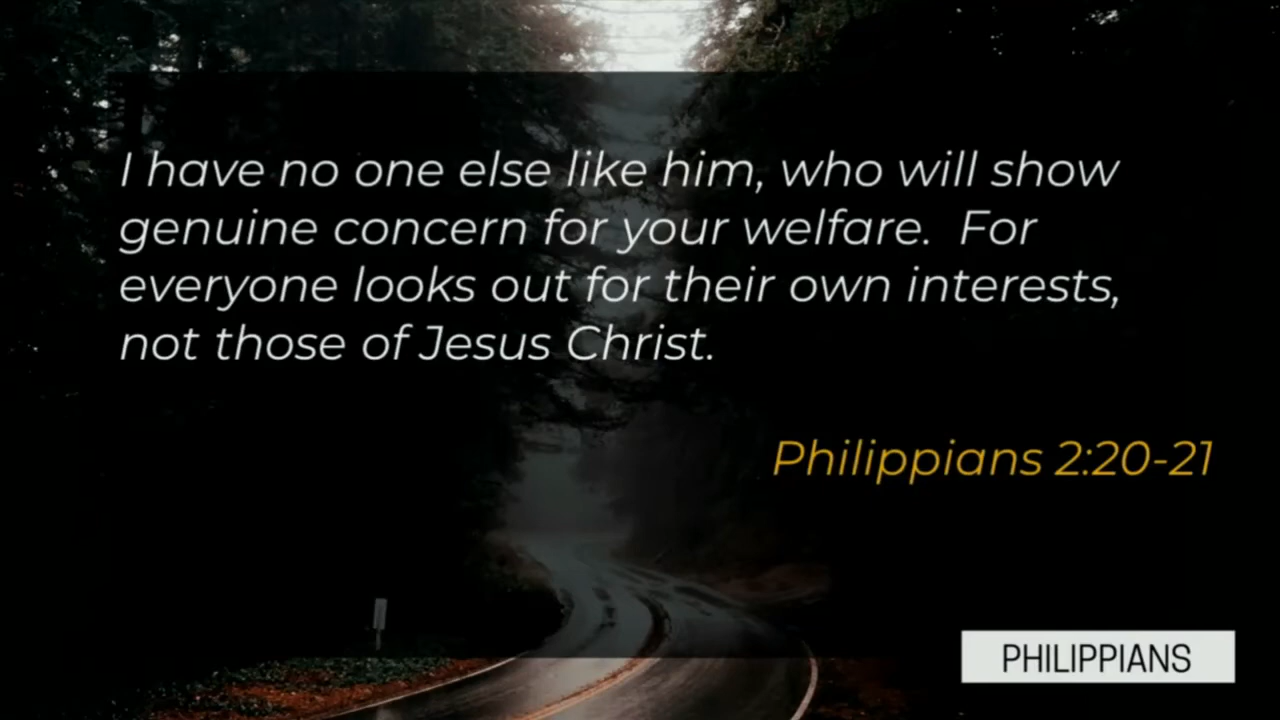 I have no one else like him, who will show
genuine concern for your welfare.  For
everyone looks out for their own interests,
not those of Jesus Christ.
Philippians 2:20-21
PHILIPPIANS